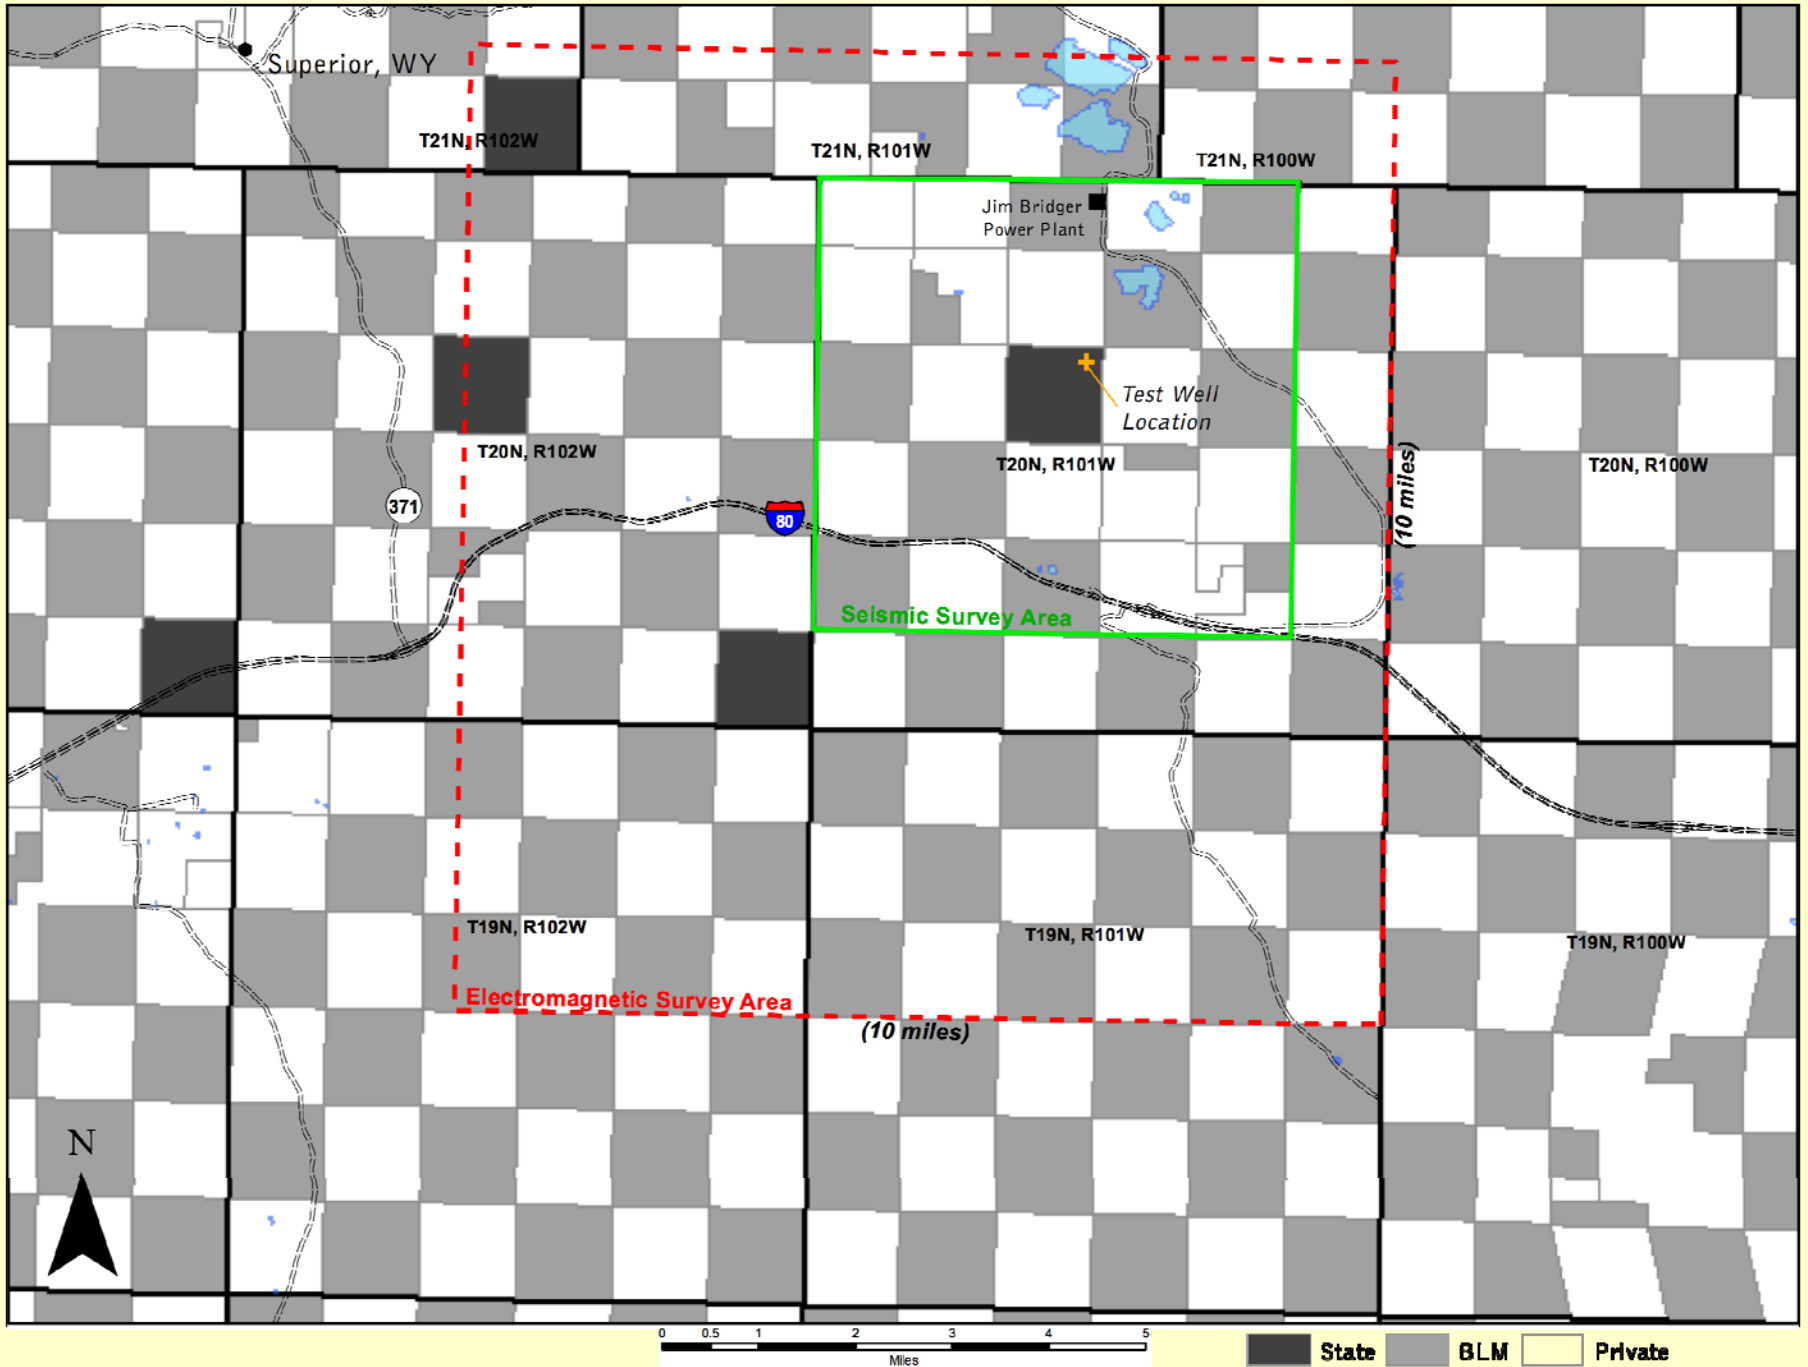 Superior, WY
T21N, R102W
T21N, R101W
T21N, R100W
Jim Bridger
Power Plant
Test Well
Location
T20N, R102W
T20N, R101W
T20N, R100W
371
80
(10 miles)
Seismic Survey Area
T19N, R102W
T19N, R101W
T19N, R100W
Electromagnetic Survey Area
(10 miles)
N
0 0.5 1 2 3 4 5
Miles
State BLM Private